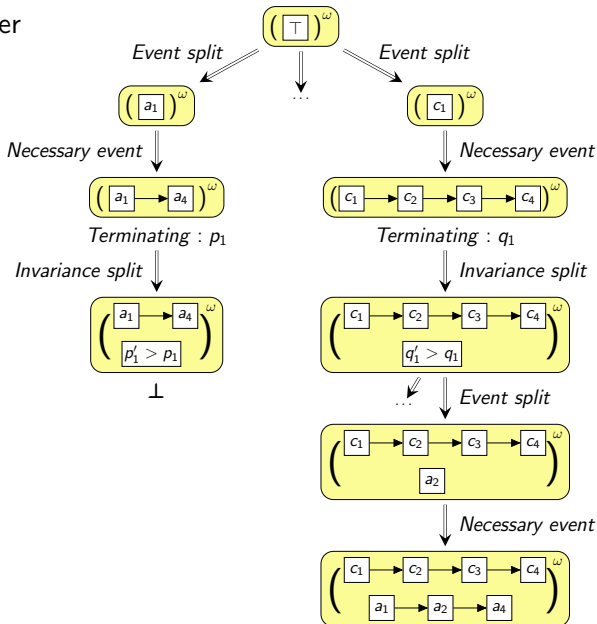 er
( ⊤ )^ω
Event split Event split
...
( a₁ )^ω ( c₁ )^ω
Necessary event Necessary event
( a₁ a₄ )^ω ( c₁ c₂ c₃ c₄ )^ω
Terminating : p₁ Terminating : q₁
Invariance split Invariance split
( a₁ a₄ )^ω ( c₁ c₂ c₃ c₄ )^ω
p₁′ > p₁ q₁′ > q₁
⊥ ... Event split
( c₁ c₂ c₃ c₄ )^ω
a₂
Necessary event
( c₁ c₂ c₃ c₄ )^ω
a₁ a₂ a₄